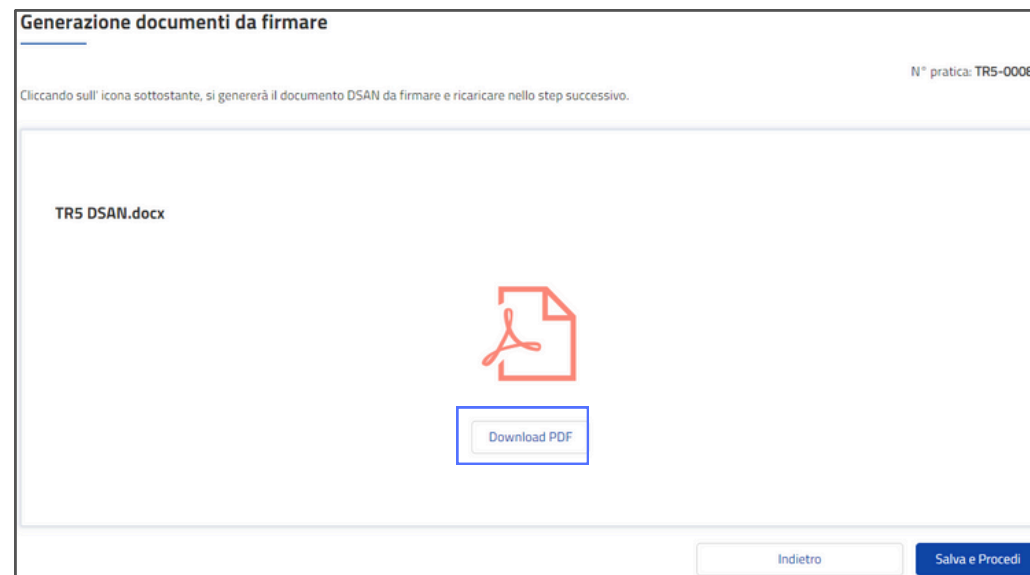 Generazione documenti da firmare
N° pratica: TR5-0008
Cliccando sull' icona sottostante, si genererà il documento DSAN da firmare e ricaricare nello step successivo.
TR5 DSAN.docx
Download PDF
Indietro
Salva e Procedi